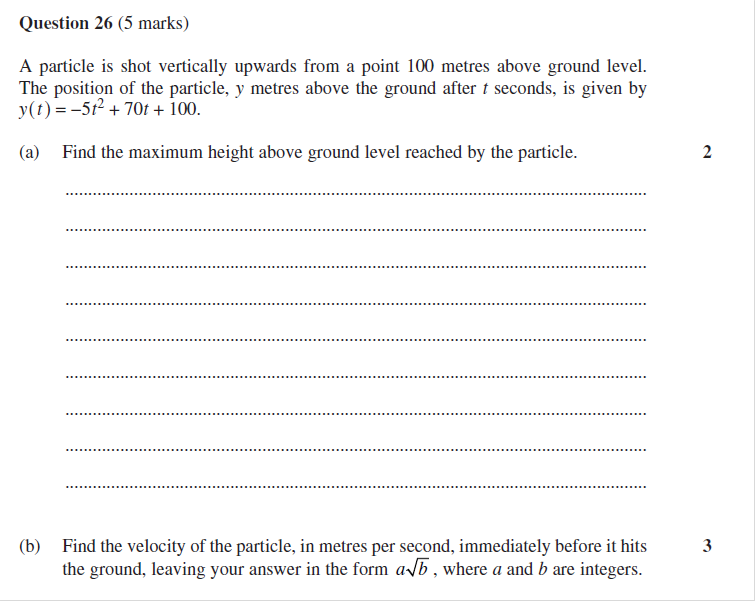 Question 26 (5 marks)
A particle is shot vertically upwards from a point 100 metres above ground level.
The position of the particle, y metres above the ground after t seconds, is given by
y(t) = −5t² + 70t + 100.
(a) Find the maximum height above ground level reached by the particle. 2
(b) Find the velocity of the particle, in metres per second, immediately before it hits 3
the ground, leaving your answer in the form a√b , where a and b are integers.